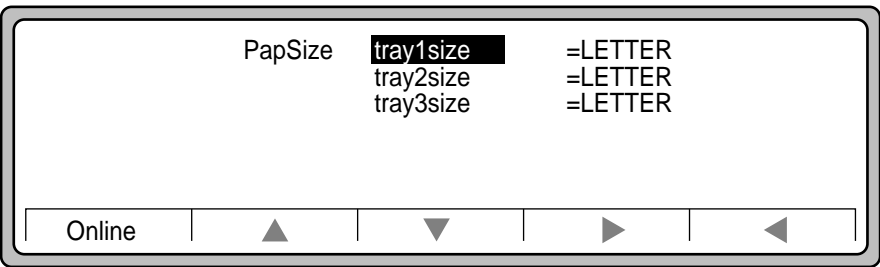 PapSize tray1size =LETTER
tray2size =LETTER
tray3size =LETTER
Online